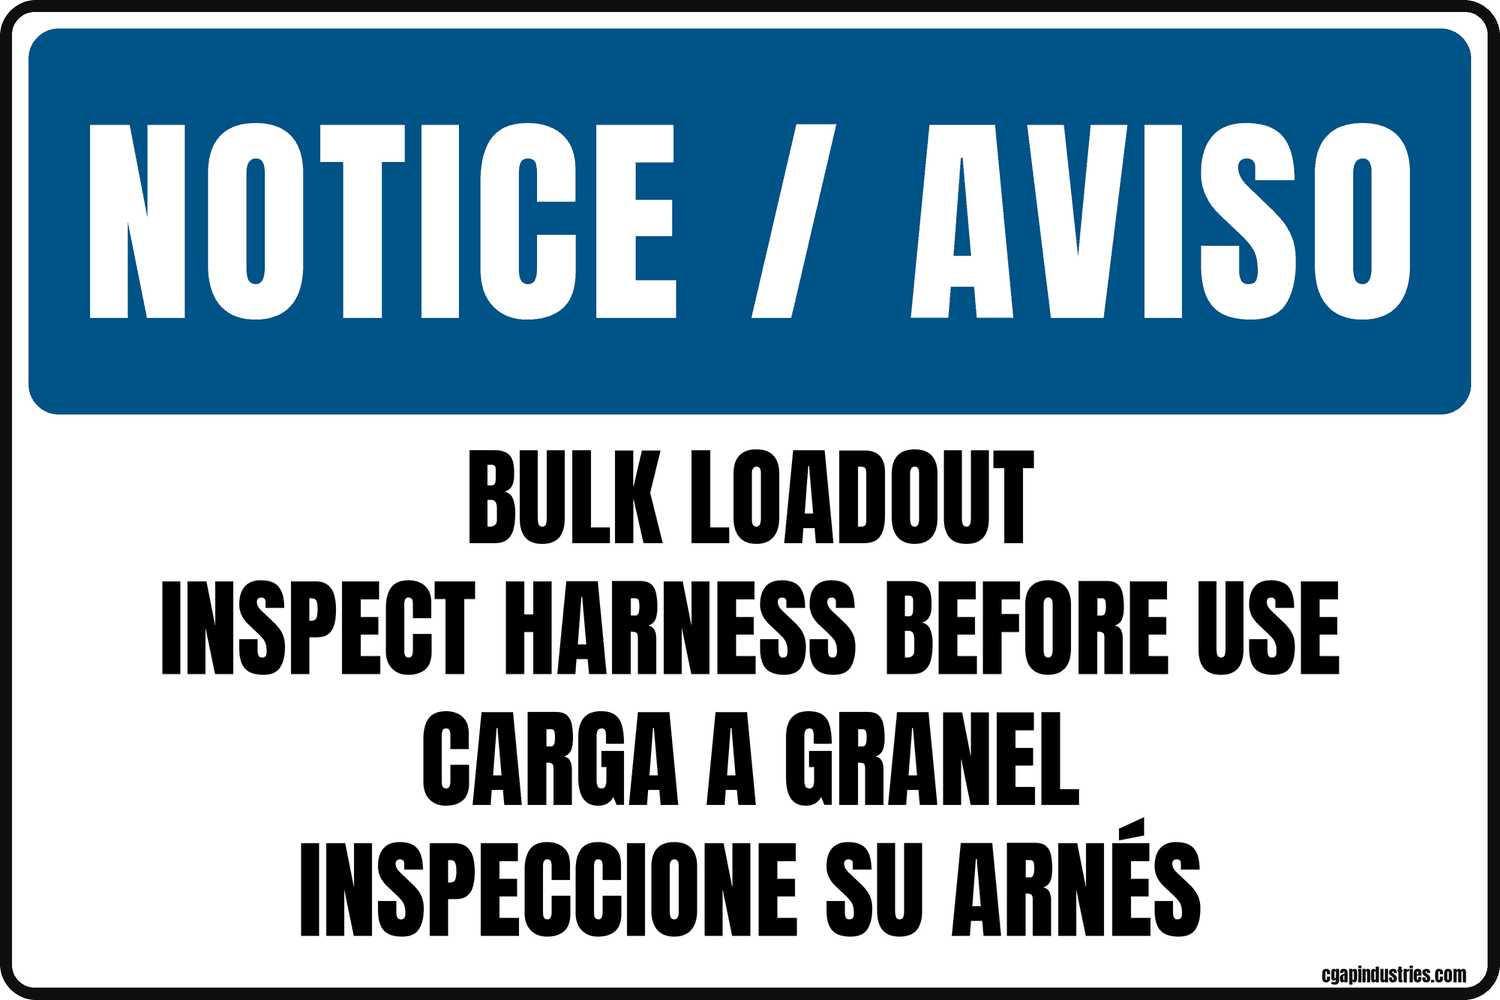 NOTICE / AVISO
BULK LOADOUT
INSPECT HARNESS BEFORE USE
CARGA A GRANEL
INSPECCIONE SU ARNÉS
cgapindustries.com